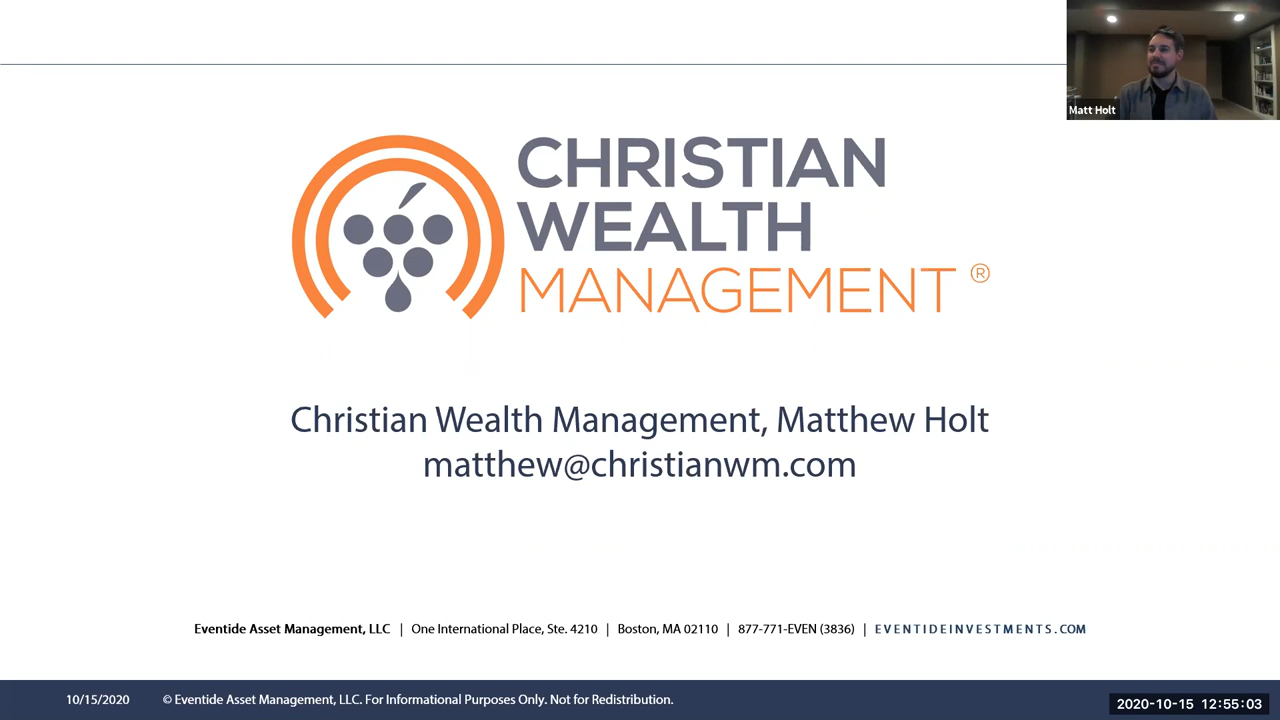 Matt Holt
CHRISTIAN
WEALTH
MANAGEMENT ®
Christian Wealth Management, Matthew Holt
matthew@christianwm.com
Eventide Asset Management, LLC | One International Place, Ste. 4210 | Boston, MA 02110 | 877-771-EVEN (3836) | EVENTIDEINVESTMENTS.COM
10/15/2020 © Eventide Asset Management, LLC. For Informational Purposes Only. Not for Redistribution.
2020-10-15 12:55:03